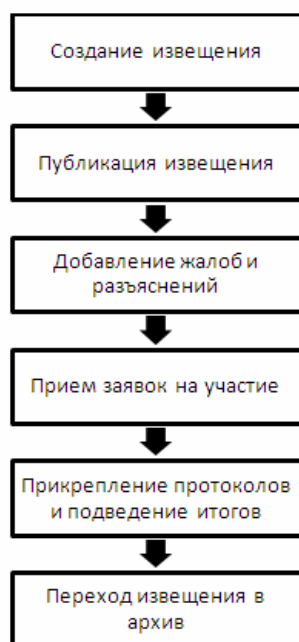 Создание извещения
Публикация извещения
Добавление жалоб и
разъяснений
Прием заявок на участие
Прикрепление протоколов
и подведение итогов
Переход извещения в
архив